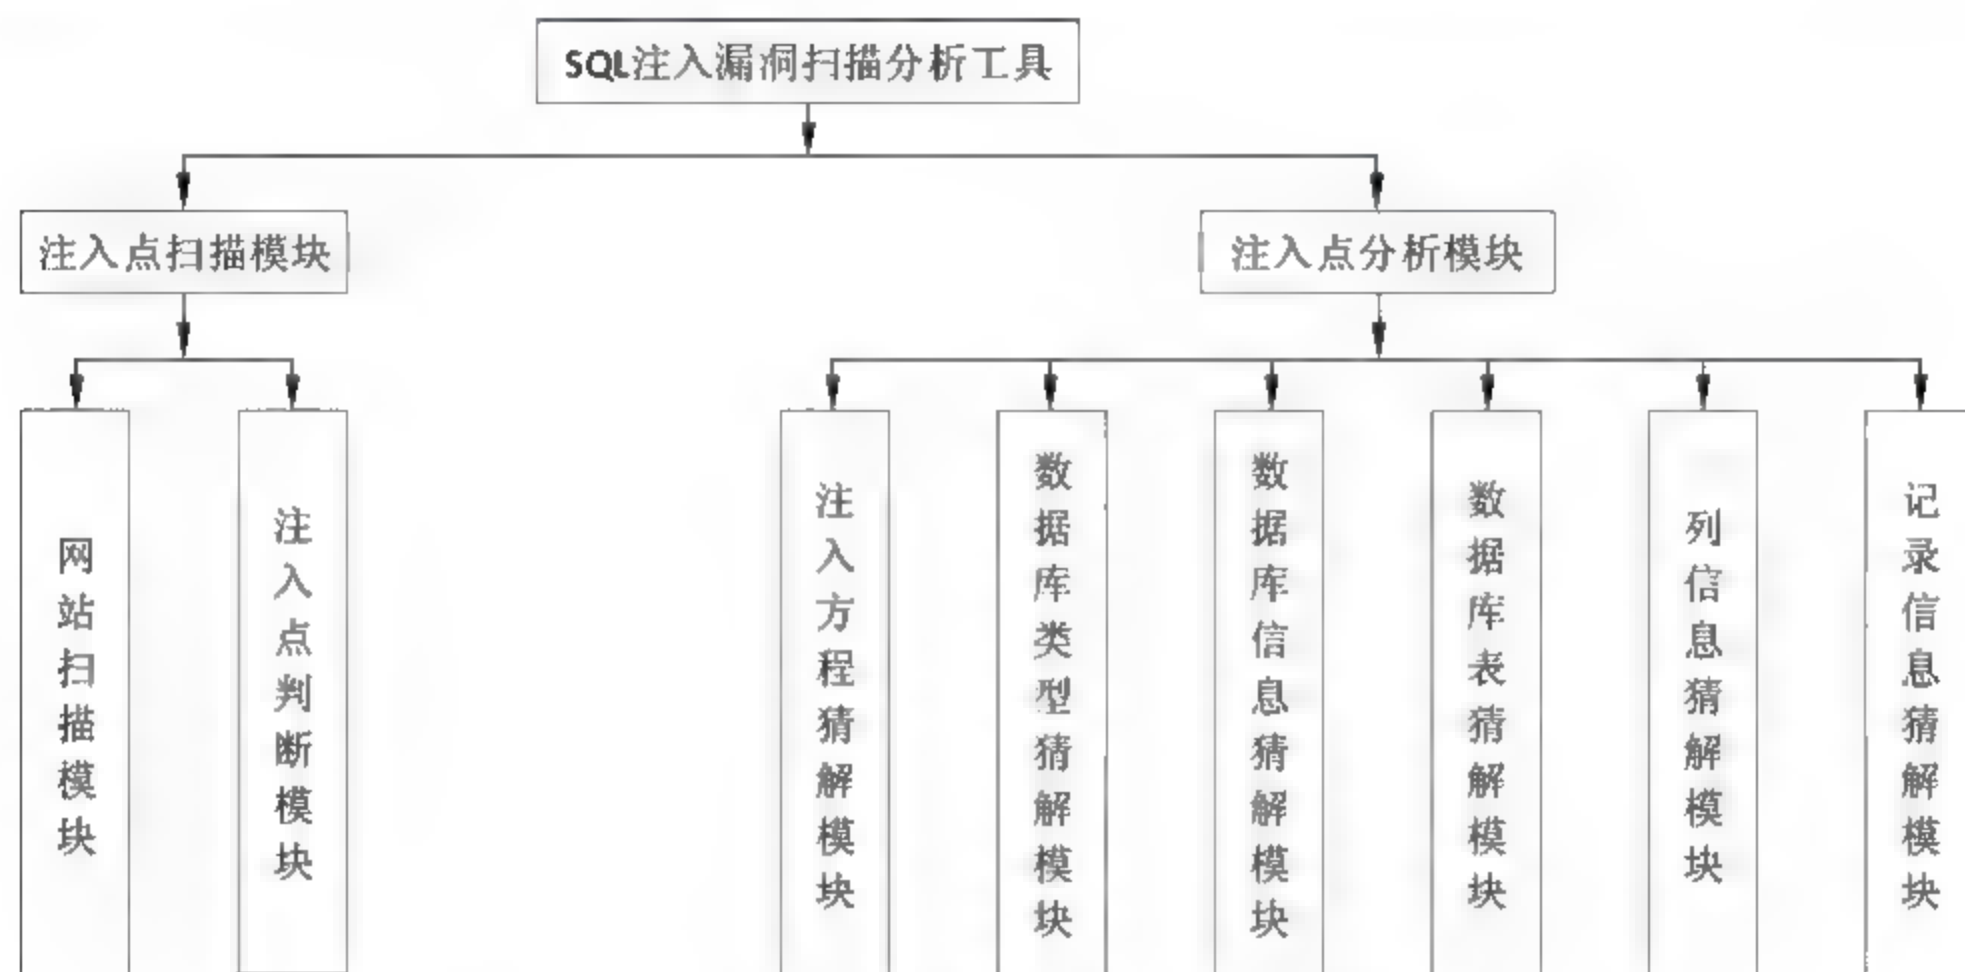 SQL注入漏洞扫描分析工具
注入点扫描模块
注入点分析模块
网站扫描模块
注入点判断模块
注入方程猜解模块
数据库类型猜解模块
数据库信息猜解模块
数据库表猜解模块
列信息猜解模块
记录信息猜解模块